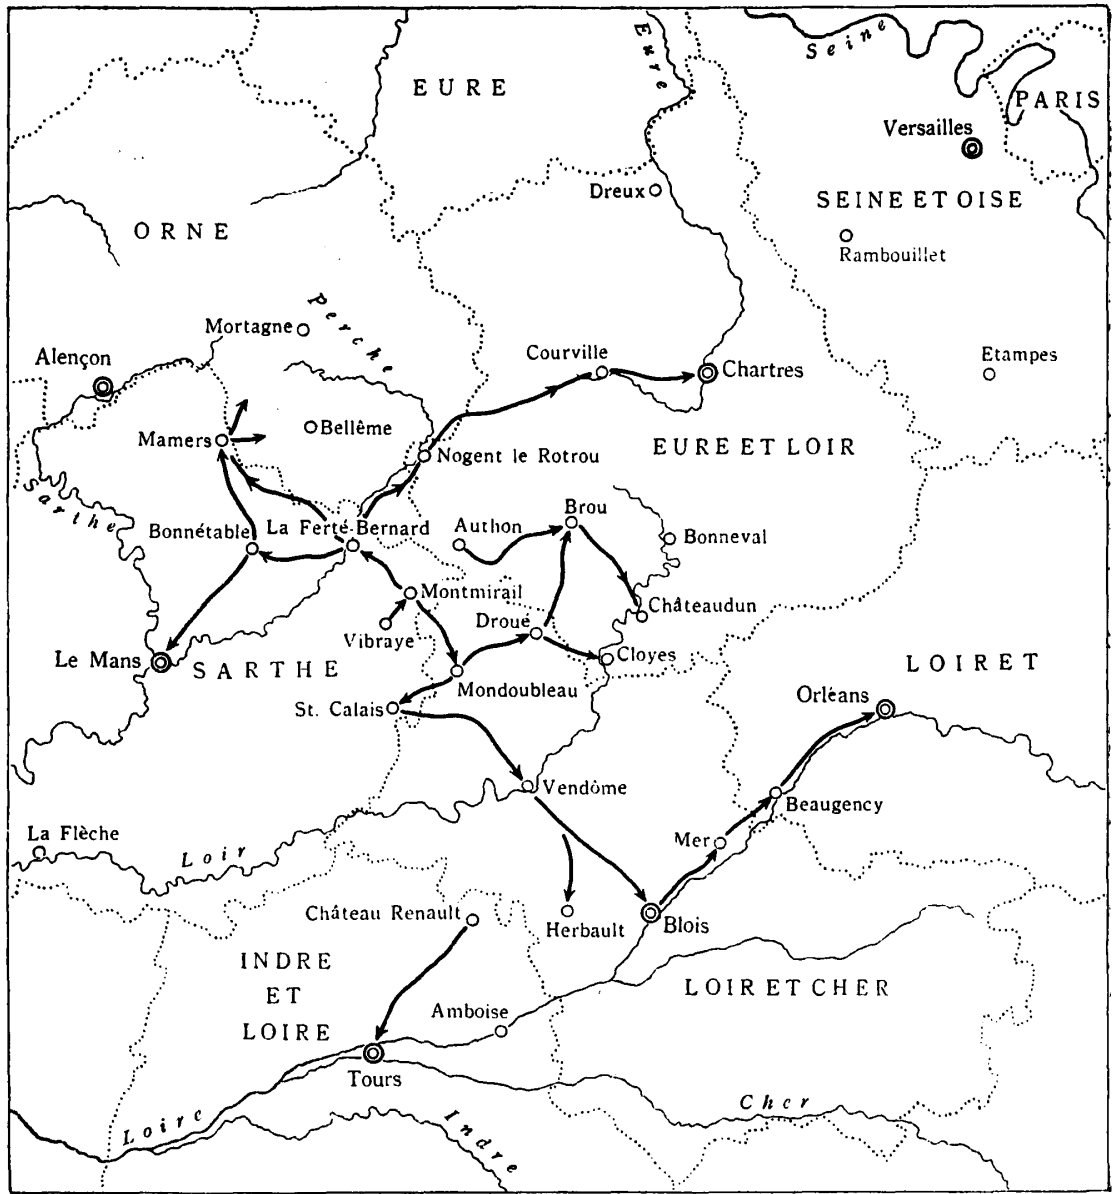 Seine
Eure
EURE
PARIS
Versailles
Dreux
SEINE ET OISE
ORNE
Rambouillet
Perche
Mortagne
Alençon
Courville
Chartres
Etampes
Bellême
Mamers
Nogent le Rotrou
EURE ET LOIR
Sarthe
Brou
Bonnétable
La Ferté Bernard
Authon
Bonneval
Montmirail
Châteaudun
Vibraye
Droué
Cloyes
Le Mans
SARTHE
LOIRET
Mondoubleau
Orléans
St. Calais
Vendôme
Beaugency
La Flèche
Mer
Loir
Château Renault
Herbault
Blois
INDRE
ET
LOIRE
LOIR ET CHER
Amboise
Tours
Loire
Cher
Indre